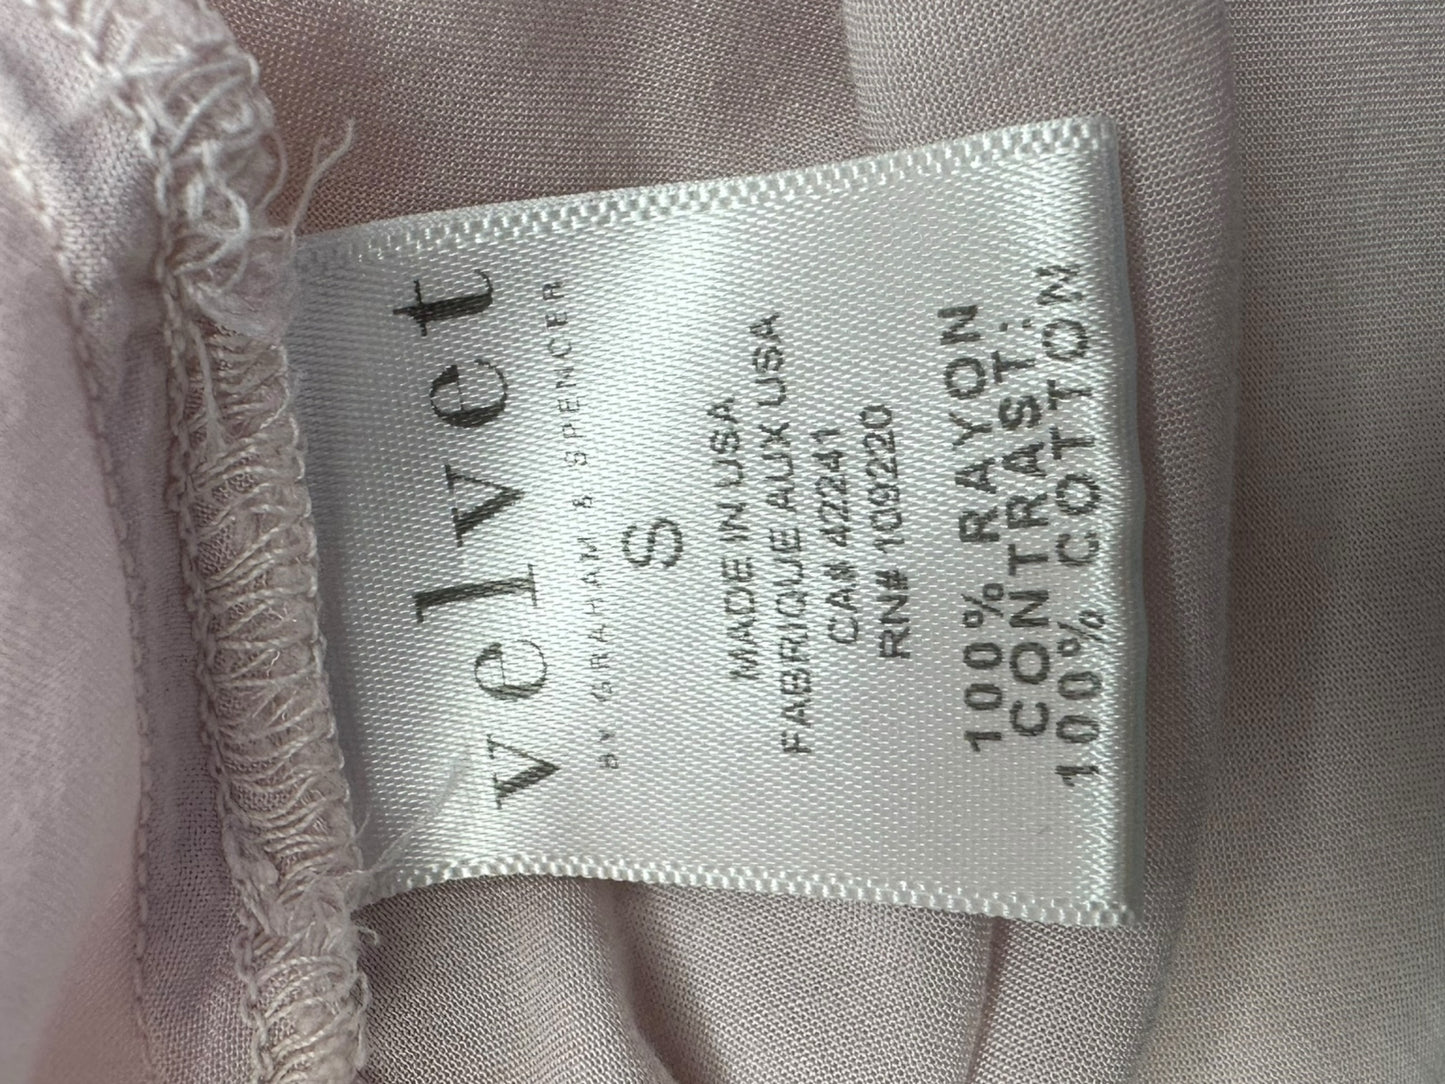 velvet
BY GRAHAM & SPENCER
S
MADE IN USA
FABRIQUE AUX USA
CA# 42241
RN# 109220
100% RAYON
CONTRAST:
100% COTTON